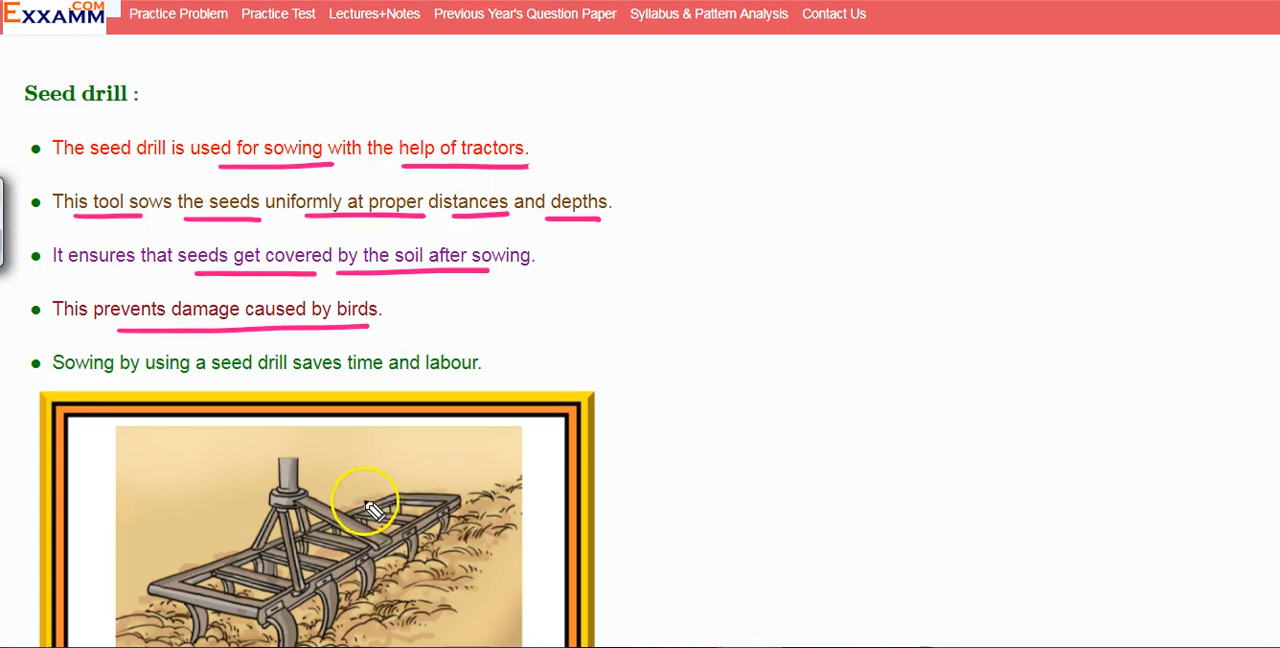 EXXAMM.COM
Practice Problem Practice Test Lectures+Notes Previous Year's Question Paper Syllabus & Pattern Analysis Contact Us
Seed drill :
The seed drill is used for sowing with the help of tractors.
This tool sows the seeds uniformly at proper distances and depths.
It ensures that seeds get covered by the soil after sowing.
This prevents damage caused by birds.
Sowing by using a seed drill saves time and labour.